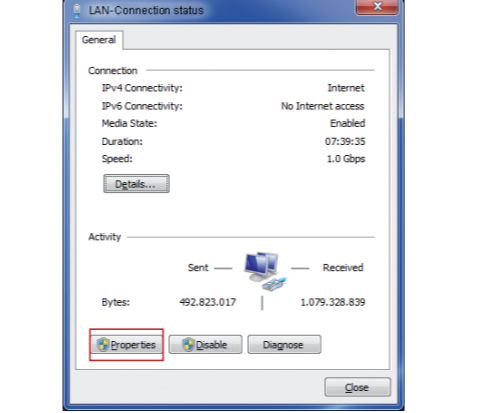 LAN-Connection status
General
Connection
IPv4 Connectivity: Internet
IPv6 Connectivity: No Internet access
Media State: Enabled
Duration: 07:39:35
Speed: 1.0 Gbps
Details...
Activity
Sent Received
Bytes: 492.823.017 1.079.328.839
Properties Disable Diagnose
Close